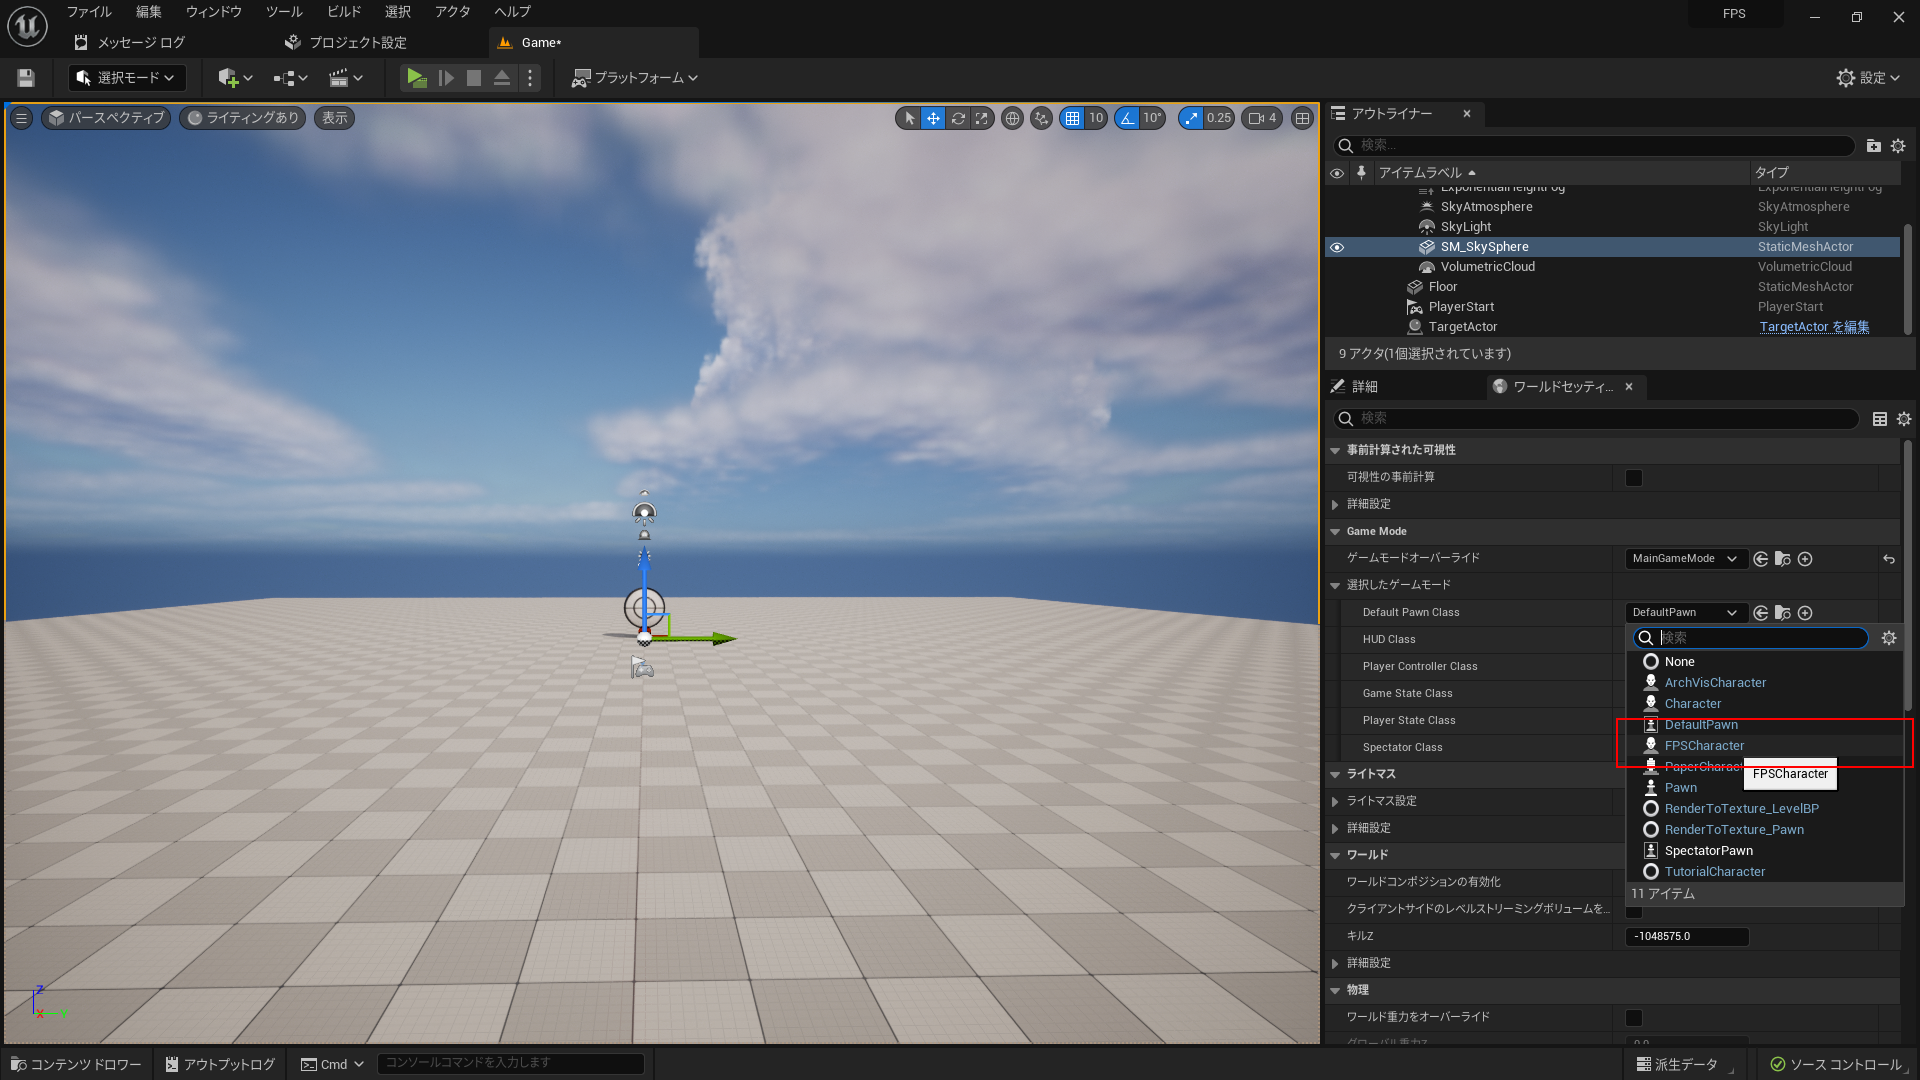 ファイル 編集 ウィンドウ ツール ビルド 選択 アクタ ヘルプ
FPS
メッセージ ログ プロジェクト設定 Game*
選択モード プラットフォーム 設定
パースペクティブ ライティングあり 表示 10 10° 0.25 4
アウトライナー
検索...
アイテムラベル タイプ
ExponentialHeightFog ExponentialHeightFog
SkyAtmosphere SkyAtmosphere
SkyLight SkyLight
SM_SkySphere StaticMeshActor
VolumetricCloud VolumetricCloud
Floor StaticMeshActor
PlayerStart PlayerStart
TargetActor TargetActor を編集
9 アクタ(1個選択されています)
詳細 ワールドセッティ...
検索
事前計算された可視性
可視性の事前計算
詳細設定
Game Mode
ゲームモードオーバーライド MainGameMode
選択したゲームモード
Default Pawn Class DefaultPawn
HUD Class
Player Controller Class
Game State Class
Player State Class
Spectator Class
検索
None
ArchVisCharacter
Character
DefaultPawn
FPSCharacter
PaperCharac
FPSCharacter
Pawn
RenderToTexture_LevelBP
RenderToTexture_Pawn
SpectatorPawn
TutorialCharacter
11 アイテム
ライトマス
ライトマス設定
詳細設定
ワールド
ワールドコンポジションの有効化
クライアントサイドのレベルストリーミングボリュームを...
キルZ -1048575.0
詳細設定
物理
ワールド重力をオーバーライド
グローバル重力Z 0.0
Z
X Y
コンテンツ ドロワー アウトプットログ Cmd コンソールコマンドを入力します 派生データ ソース コントロール